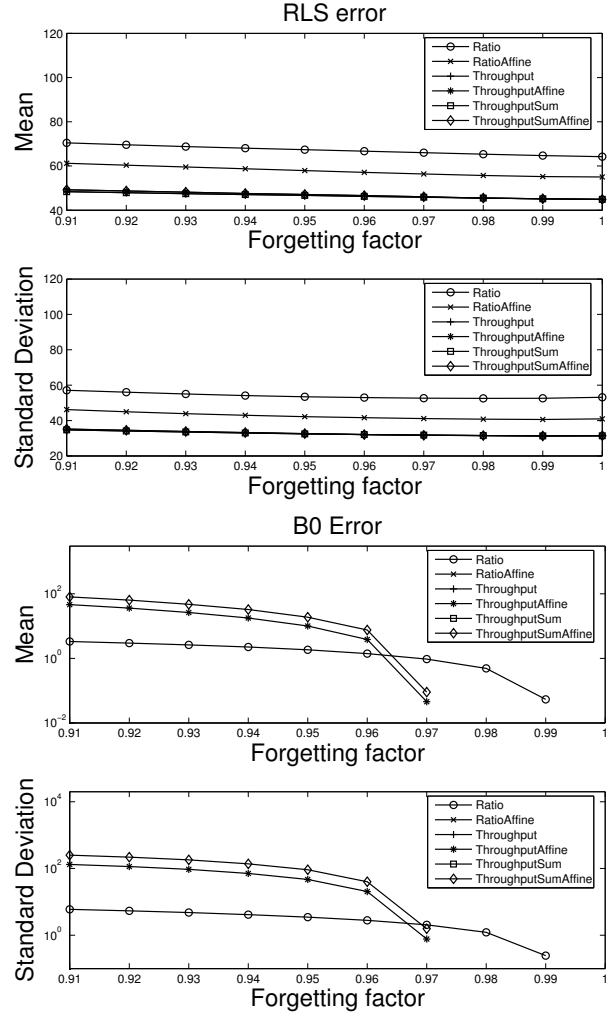 RLS error
120
100
80
60
40
Mean
0.91 0.92 0.93 0.94 0.95 0.96 0.97 0.98 0.99 1
Forgetting factor
Ratio
RatioAffine
Throughput
ThroughputAffine
ThroughputSum
ThroughputSumAffine
120
100
80
60
40
20
Standard Deviation
0.91 0.92 0.93 0.94 0.95 0.96 0.97 0.98 0.99 1
Forgetting factor
Ratio
RatioAffine
Throughput
ThroughputAffine
ThroughputSum
ThroughputSumAffine
B0 Error
10^2
10^0
10^-2
Mean
0.91 0.92 0.93 0.94 0.95 0.96 0.97 0.98 0.99 1
Forgetting factor
Ratio
RatioAffine
Throughput
ThroughputAffine
ThroughputSum
ThroughputSumAffine
10^4
10^2
10^0
Standard Deviation
0.91 0.92 0.93 0.94 0.95 0.96 0.97 0.98 0.99 1
Forgetting factor
Ratio
RatioAffine
Throughput
ThroughputAffine
ThroughputSum
ThroughputSumAffine